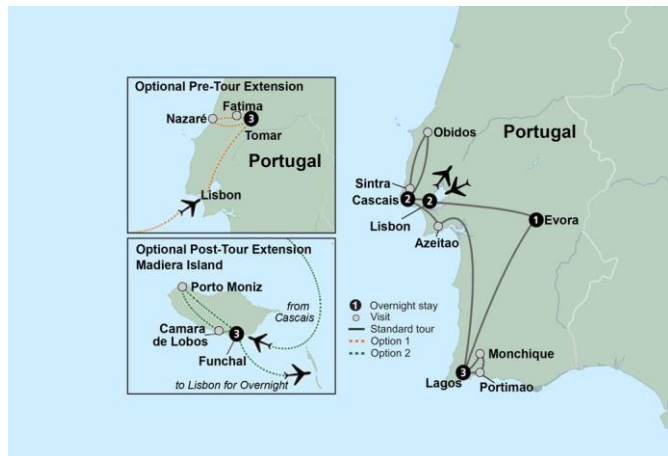 Optional Pre-Tour Extension
Fatima
Nazaré
3
Tomar
Portugal
Lisbon
Optional Post-Tour Extension
Madiera Island
Porto Moniz
from
Cascais
Camara
de Lobos
3
Funchal
to Lisbon for Overnight
Portugal
Obidos
Sintra
Cascais
2
2
Lisbon
Azeitao
1
Evora
1 Overnight stay
Visit
Standard tour
Option 1
Option 2
Monchique
Lagos
3
Portimao